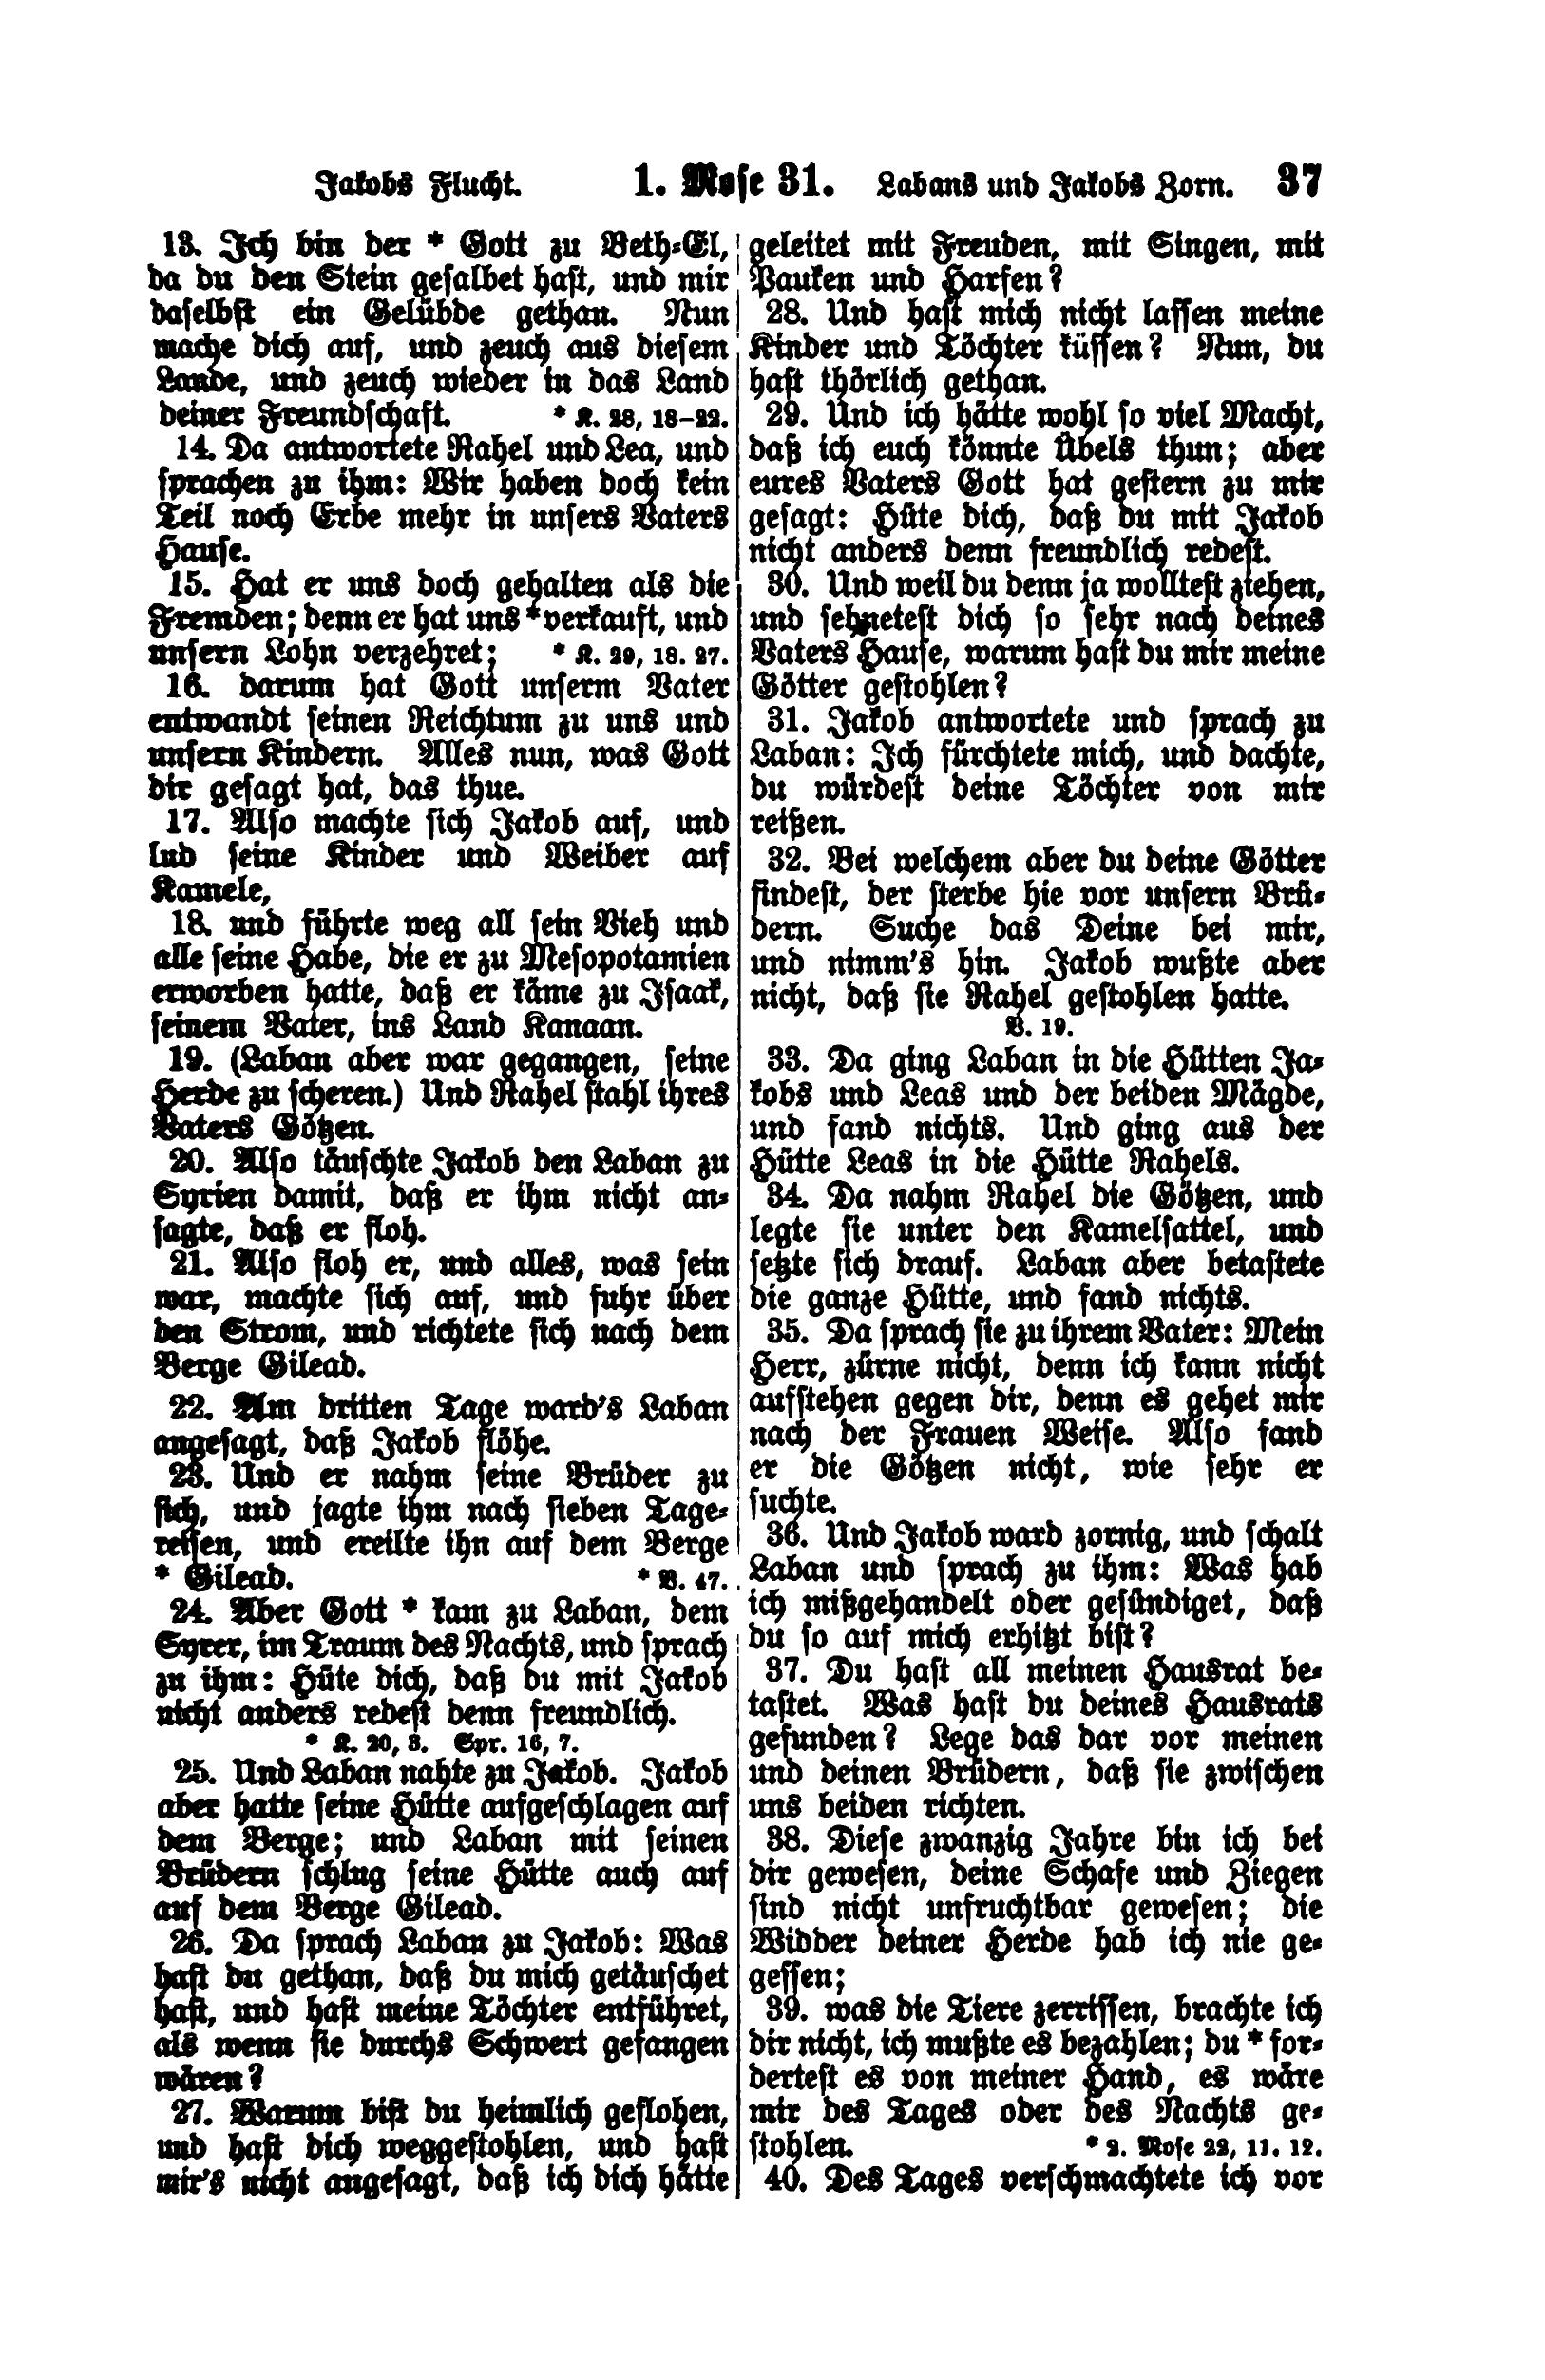 Jakobs Flucht. 1. Mose 31. Labans und Jakobs Zorn. 37
13. Ich bin der * Gott zu Beth-El,
da du den Stein gesalbet hast, und mir
daselbst ein Gelübde gethan. Nun
mache dich auf, und zeuch aus diesem
Lande, und zeuch wieder in das Land
deiner Freundschaft. * K. 28, 18–22.
14. Da antwortete Rahel und Lea, und
sprachen zu ihm: Wir haben doch kein
Teil noch Erbe mehr in unsers Vaters
Hause.
15. Hat er uns doch gehalten als die
Fremden; denn er hat uns * verkauft, und
unsern Lohn verzehret; * K. 29, 18. 27.
16. darum hat Gott unserm Vater
entwandt seinen Reichtum zu uns und
unsern Kindern. Alles nun, was Gott
dir gesagt hat, das thue.
17. Also machte sich Jakob auf, und
lud seine Kinder und Weiber auf
Kamele,
18. und führte weg all sein Vieh und
alle seine Habe, die er zu Mesopotamien
erworben hatte, daß er käme zu Isaak,
seinem Vater, ins Land Kanaan.
19. (Laban aber war gegangen, seine
Herde zu scheren.) Und Rahel stahl ihres
Vaters Götzen.
20. Also täuschte Jakob den Laban zu
Syrien damit, daß er ihm nicht an-
sagte, daß er floh.
21. Also floh er, und alles, was sein
war, machte sich auf, und fuhr über
den Strom, und richtete sich nach dem
Berge Gilead.
22. Am dritten Tage ward's Laban
angesagt, daß Jakob flöhe.
23. Und er nahm seine Brüder zu
sich, und jagte ihm nach sieben Tage-
reisen, und ereilte ihn auf dem Berge
* Gilead. * V. 47.
24. Aber Gott * kam zu Laban, dem
Syrer, im Traum des Nachts, und sprach
zu ihm: Hüte dich, daß du mit Jakob
nicht anders redest denn freundlich.
* K. 20, 3. Spr. 16, 7.
25. Und Laban nahte zu Jakob. Jakob
aber hatte seine Hütte aufgeschlagen auf
dem Berge; und Laban mit seinen
Brüdern schlug seine Hütte auch auf
auf dem Berge Gilead.
26. Da sprach Laban zu Jakob: Was
hast du gethan, daß du mich getäuschet
hast, und hast meine Töchter entführet,
als wenn sie durchs Schwert gefangen
wären?
27. Warum bist du heimlich geflohen,
und hast dich weggestohlen, und hast
mir's nicht angesagt, daß ich dich hätte
geleitet mit Freuden, mit Singen, mit
Pauken und Harfen?
28. Und hast mich nicht lassen meine
Kinder und Töchter küssen? Nun, du
hast thörlich gethan.
29. Und ich hätte wohl so viel Macht,
daß ich euch könnte Übels thun; aber
eures Vaters Gott hat gestern zu mir
gesagt: Hüte dich, daß du mit Jakob
nicht anders denn freundlich redest.
30. Und weil du denn ja wolltest ziehen,
und sehnetest dich so sehr nach deines
Vaters Hause, warum hast du mir meine
Götter gestohlen?
31. Jakob antwortete und sprach zu
Laban: Ich fürchtete mich, und dachte,
du würdest deine Töchter von mir
reißen.
32. Bei welchem aber du deine Götter
findest, der sterbe hie vor unsern Brü-
dern. Suche das Deine bei mir,
und nimm's hin. Jakob wußte aber
nicht, daß sie Rahel gestohlen hatte.
V. 19.
33. Da ging Laban in die Hütten Ja-
kobs und Leas und der beiden Mägde,
und fand nichts. Und ging aus der
Hütte Leas in die Hütte Rahels.
34. Da nahm Rahel die Götzen, und
legte sie unter den Kamelsattel, und
setzte sich drauf. Laban aber betastete
die ganze Hütte, und fand nichts.
35. Da sprach sie zu ihrem Vater: Mein
Herr, zürne nicht, denn ich kann nicht
aufstehen gegen dir, denn es gehet mir
nach der Frauen Weise. Also fand
er die Götzen nicht, wie sehr er
suchte.
36. Und Jakob ward zornig, und schalt
Laban und sprach zu ihm: Was hab
ich mißgehandelt oder gesündiget, daß
du so auf mich erhitzt bist?
37. Du hast all meinen Hausrat be-
tastet. Was hast du deines Hausrats
gefunden? Lege das dar vor meinen
und deinen Brüdern, daß sie zwischen
uns beiden richten.
38. Diese zwanzig Jahre bin ich bei
dir gewesen, deine Schafe und Ziegen
sind nicht unfruchtbar gewesen; die
Widder deiner Herde hab ich nie ge-
gessen;
39. was die Tiere zerrissen, brachte ich
dir nicht, ich mußte es bezahlen; du * for-
dertest es von meiner Hand, es wäre
mir des Tages oder des Nachts ge-
stohlen. * 2. Mose 22, 11. 12.
40. Des Tages verschmachtete ich vor